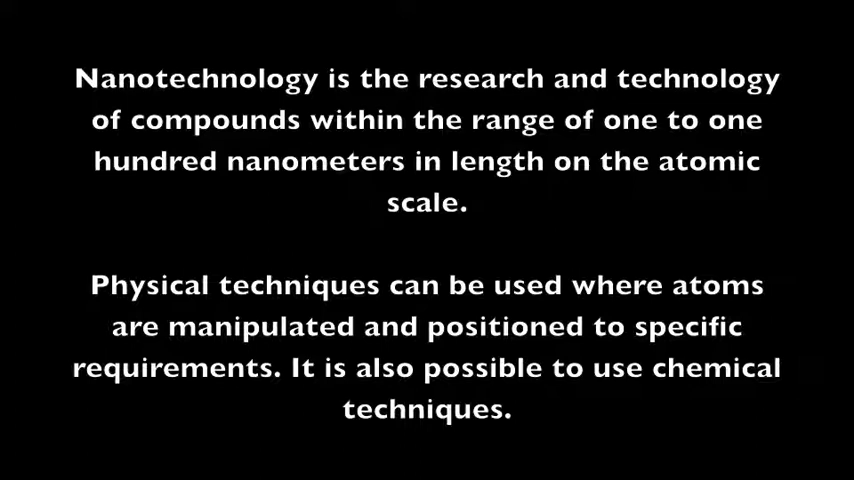 Nanotechnology is the research and technology
of compounds within the range of one to one
hundred nanometers in length on the atomic
scale.
Physical techniques can be used where atoms
are manipulated and positioned to specific
requirements. It is also possible to use chemical
techniques.